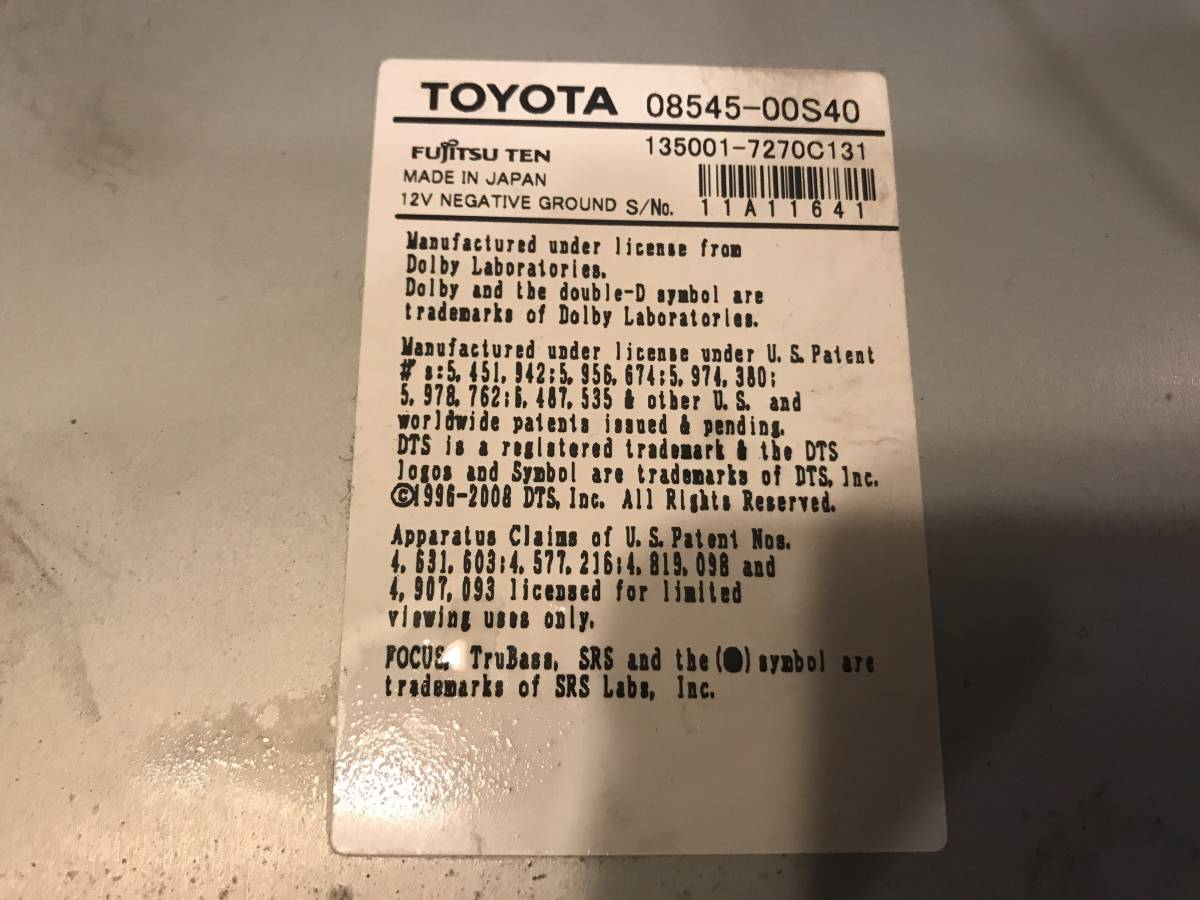 TOYOTA 08545-00S40
FUJITSU TEN 135001-7270C131
MADE IN JAPAN
12V NEGATIVE GROUND S/No. 11A11641
Manufactured under license from
Dolby Laboratories.
Dolby and the double-D symbol are
trademarks of Dolby Laboratories.
Manufactured under license under U.S.Patent
# s:5,451,942;5,956,674;5,974,380;
5,978,762;6,487,535 & other U.S. and
worldwide patents issued & pending.
DTS is a registered trademark & the DTS
logos and Symbol are trademarks of DTS,Inc.
©1996-2008 DTS,Inc. All Rights Reserved.
Apparatus Claims of U.S.Patent Nos.
4,631,603;4,577,216;4,819,098 and
4,907,093 licensed for limited
viewing uses only.
FOCUS, TruBass, SRS and the (●) symbol are
trademarks of SRS Labs, Inc.